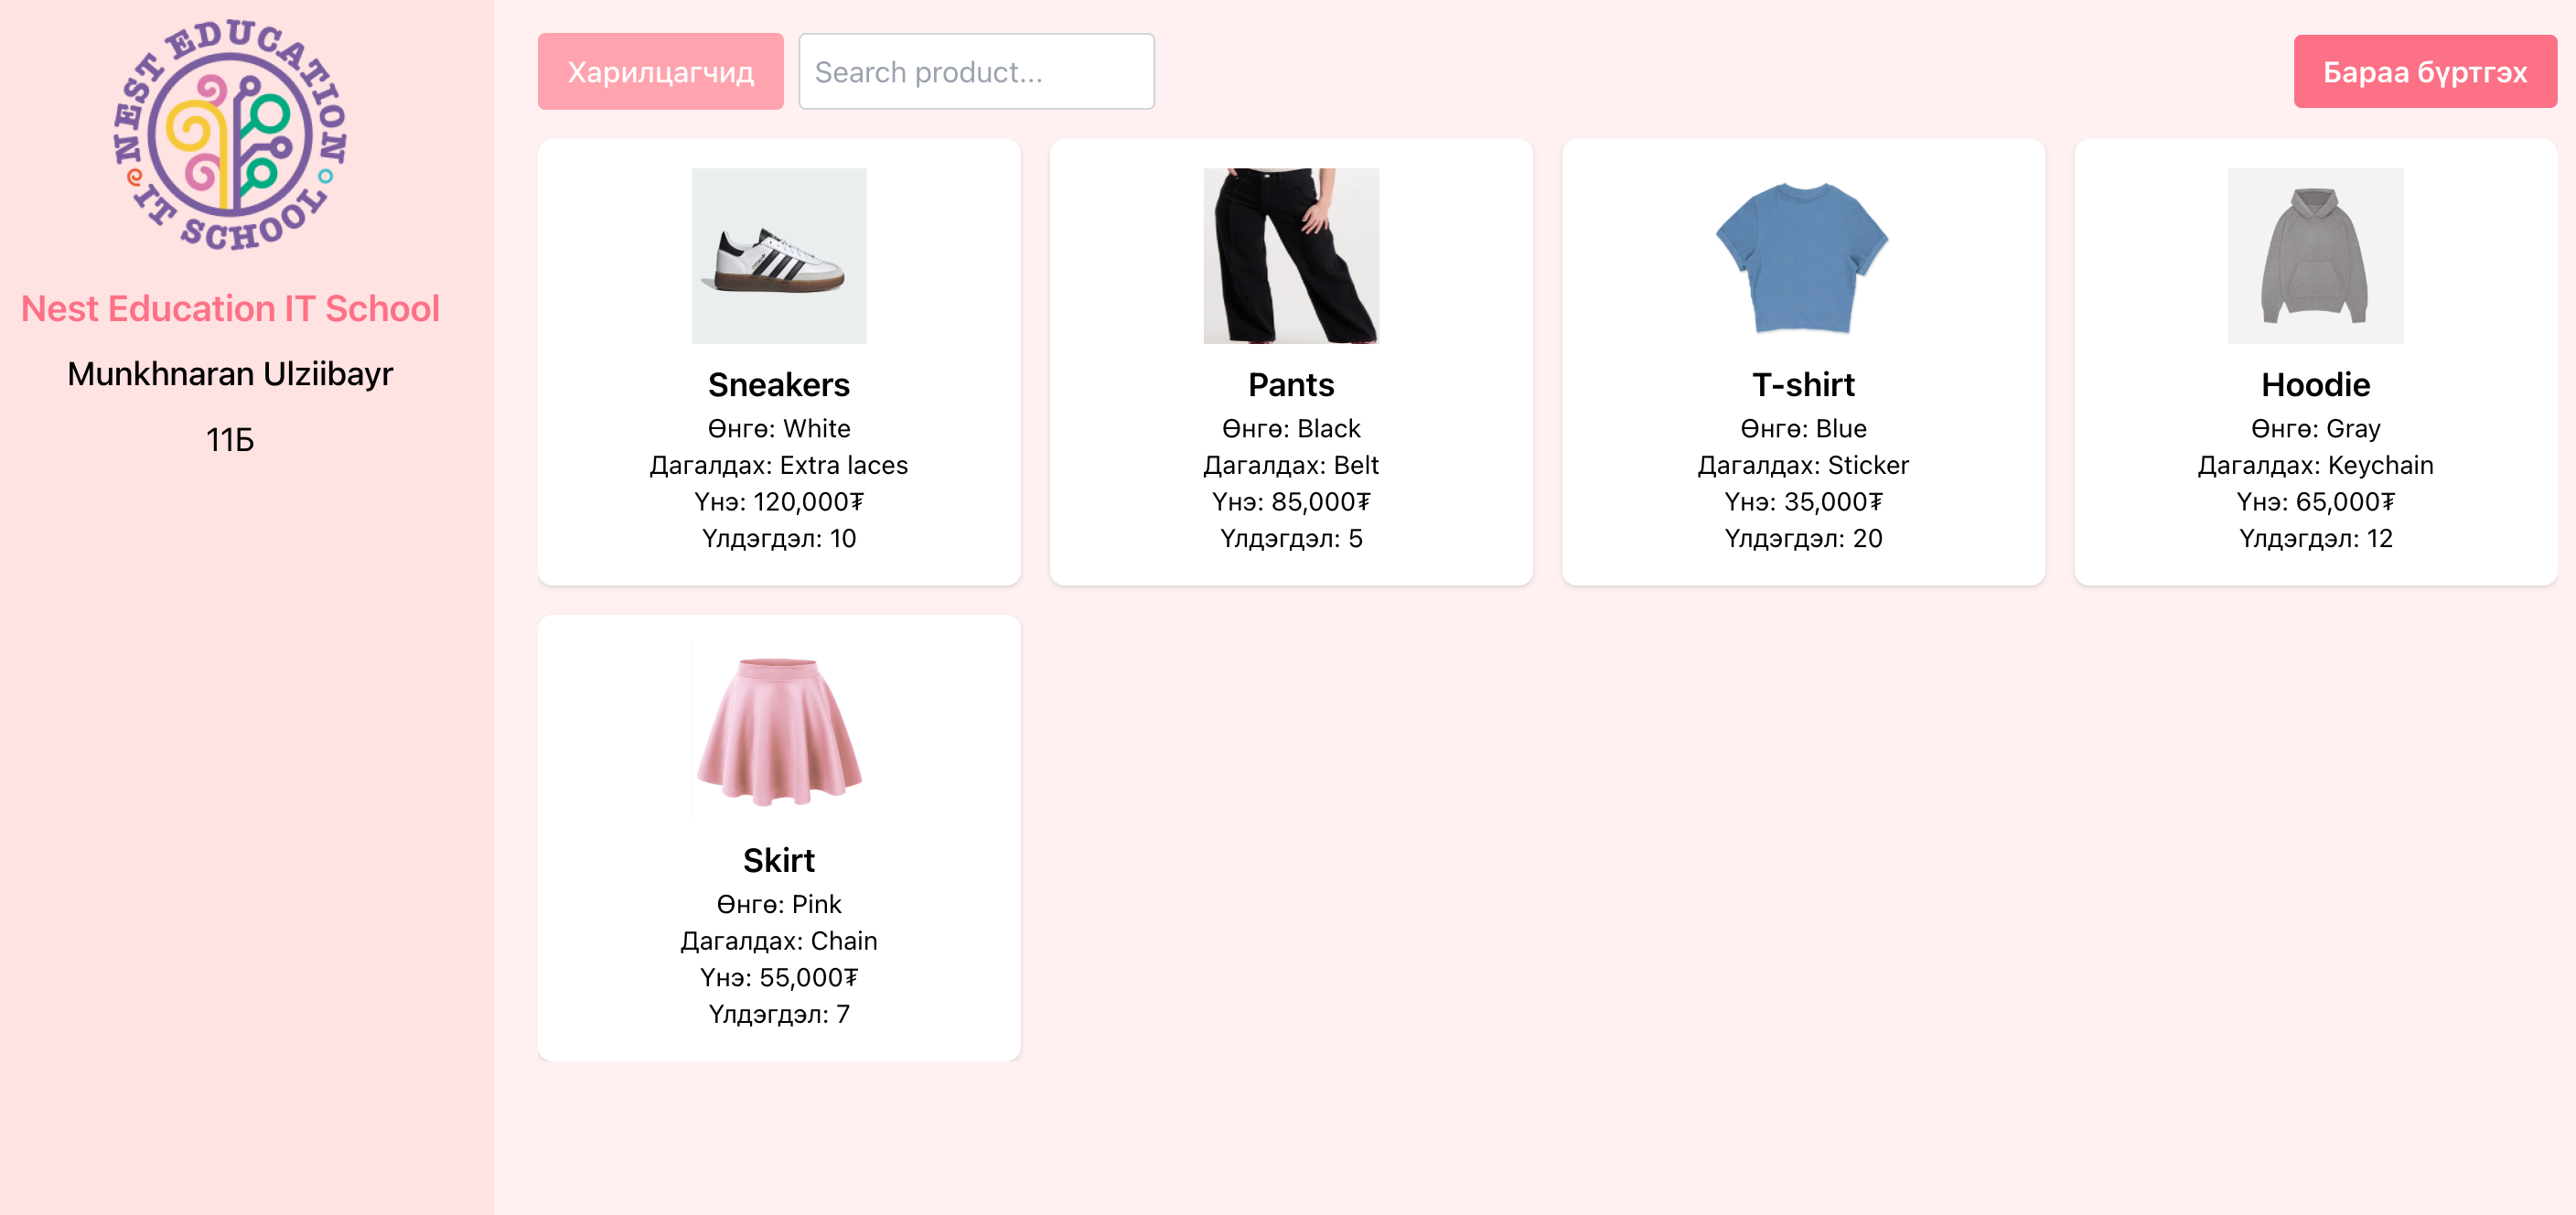 NEST EDUCATION
IT SCHOOL
Nest Education IT School
Munkhnaran Ulziibayr
11Б
Харилцагчид
Search product...
Бараа бүртгэх
Sneakers
Өнгө: White
Дагалдах: Extra laces
Үнэ: 120,000₮
Үлдэгдэл: 10
Pants
Өнгө: Black
Дагалдах: Belt
Үнэ: 85,000₮
Үлдэгдэл: 5
T-shirt
Өнгө: Blue
Дагалдах: Sticker
Үнэ: 35,000₮
Үлдэгдэл: 20
Hoodie
Өнгө: Gray
Дагалдах: Keychain
Үнэ: 65,000₮
Үлдэгдэл: 12
Skirt
Өнгө: Pink
Дагалдах: Chain
Үнэ: 55,000₮
Үлдэгдэл: 7